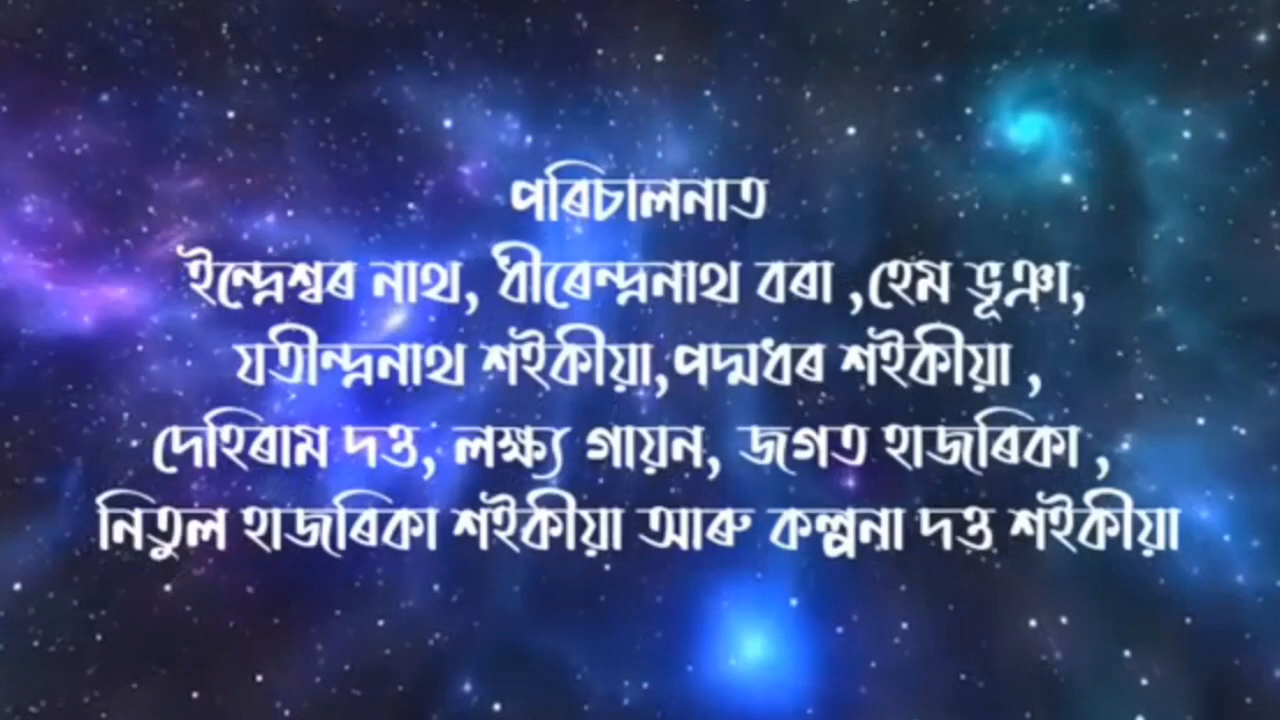 পৰিচালনাত
ইন্দ্ৰেশ্বৰ নাথ, ধীৰেন্দ্ৰনাথ বৰা ,হেম ভূঞা,
যতীন্দ্ৰনাথ শইকীয়া,পদ্মধৰ শইকীয়া ,
দেহিৰাম দত্ত, লক্ষ্য গায়ন, জগত হাজৰিকা ,
নিতুল হাজৰিকা শইকীয়া আৰু কল্পনা দত্ত শইকীয়া